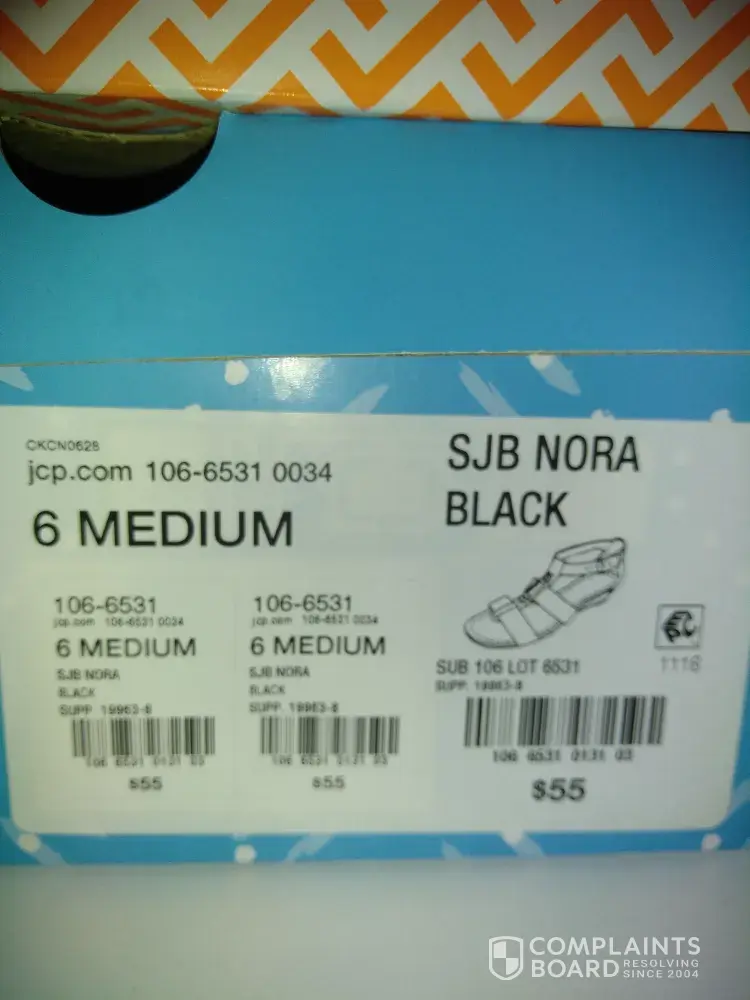 CKCN0628
jcp.com 106-6531 0034
6 MEDIUM
SJB NORA
BLACK
106-6531
jcp.com 106-6531 0034
6 MEDIUM
SJB NORA
BLACK
SUPP. 19963-8
106 6531 0131 03
$55
106-6531
jcp.com 106-6531 0034
6 MEDIUM
SJB NORA
BLACK
SUPP. 19963-8
106 6531 0131 03
$55
1116
SUB 106 LOT 6531
SUPP. 19963-8
106 6531 0131 03
$55
COMPLAINTS
BOARD RESOLVING
SINCE 2004